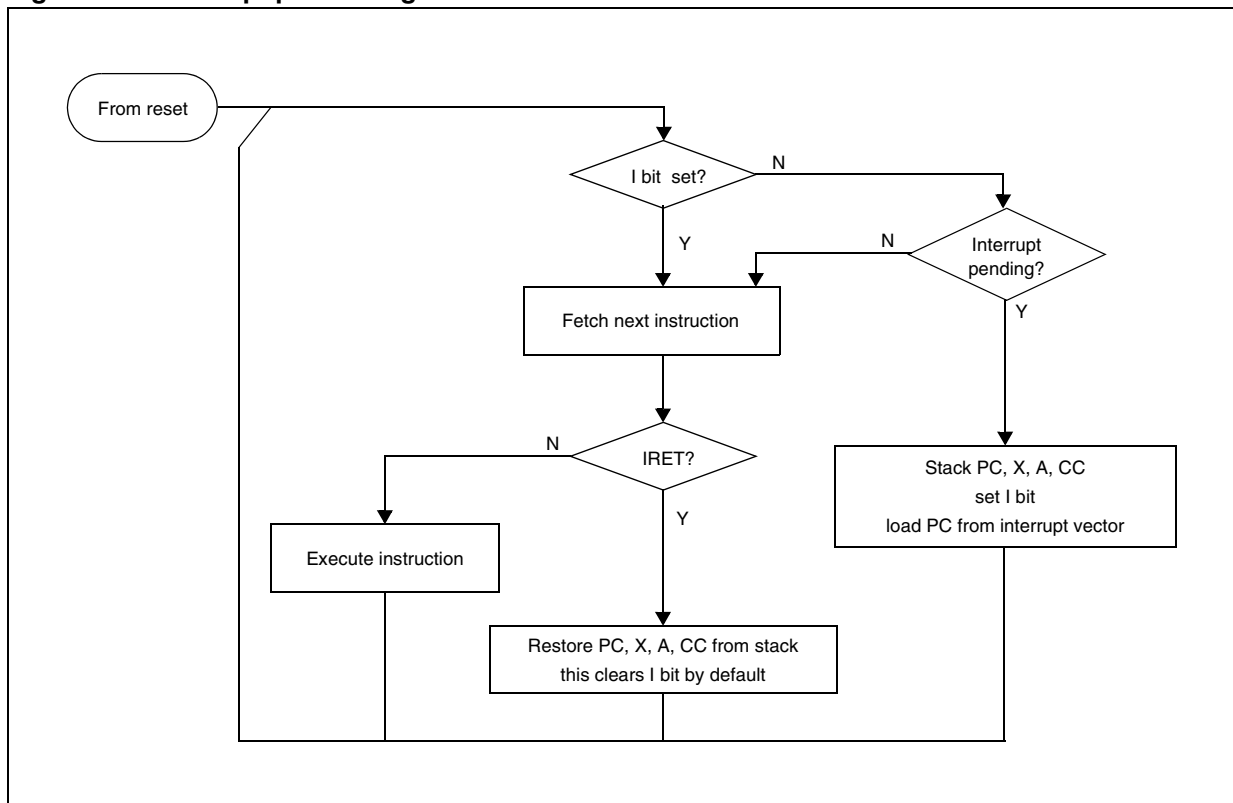 From reset
I bit set?
N
Y
Interrupt
pending?
N
Y
Fetch next instruction
IRET?
N
Y
Stack PC, X, A, CC
set I bit
load PC from interrupt vector
Execute instruction
Restore PC, X, A, CC from stack
this clears I bit by default